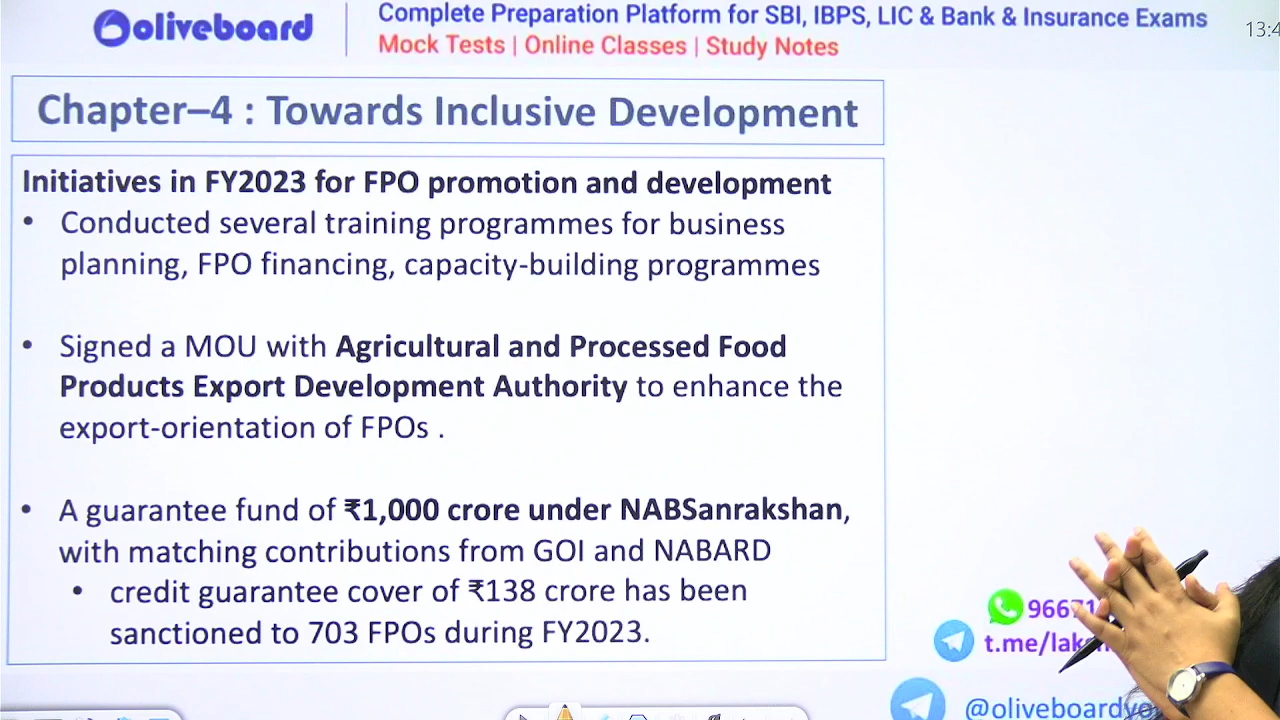 oliveboard
Complete Preparation Platform for SBI, IBPS, LIC & Bank & Insurance Exams
Mock Tests | Online Classes | Study Notes
13:4
Chapter–4 : Towards Inclusive Development
Initiatives in FY2023 for FPO promotion and development
• Conducted several training programmes for business
planning, FPO financing, capacity-building programmes
• Signed a MOU with Agricultural and Processed Food
Products Export Development Authority to enhance the
export-orientation of FPOs .
• A guarantee fund of ₹1,000 crore under NABSanrakshan,
with matching contributions from GOI and NABARD
• credit guarantee cover of ₹138 crore has been
sanctioned to 703 FPOs during FY2023.